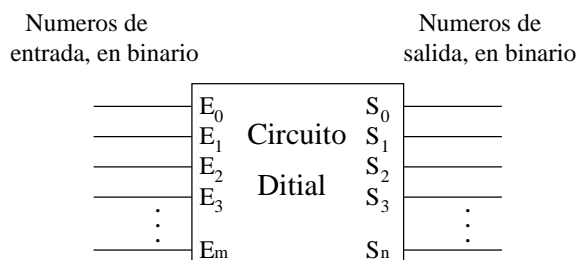 Numeros de
entrada, en binario
Numeros de
salida, en binario
E0 S0
E1 Circuito S1
E2 S2
Ditial
E3 S3
Em Sn